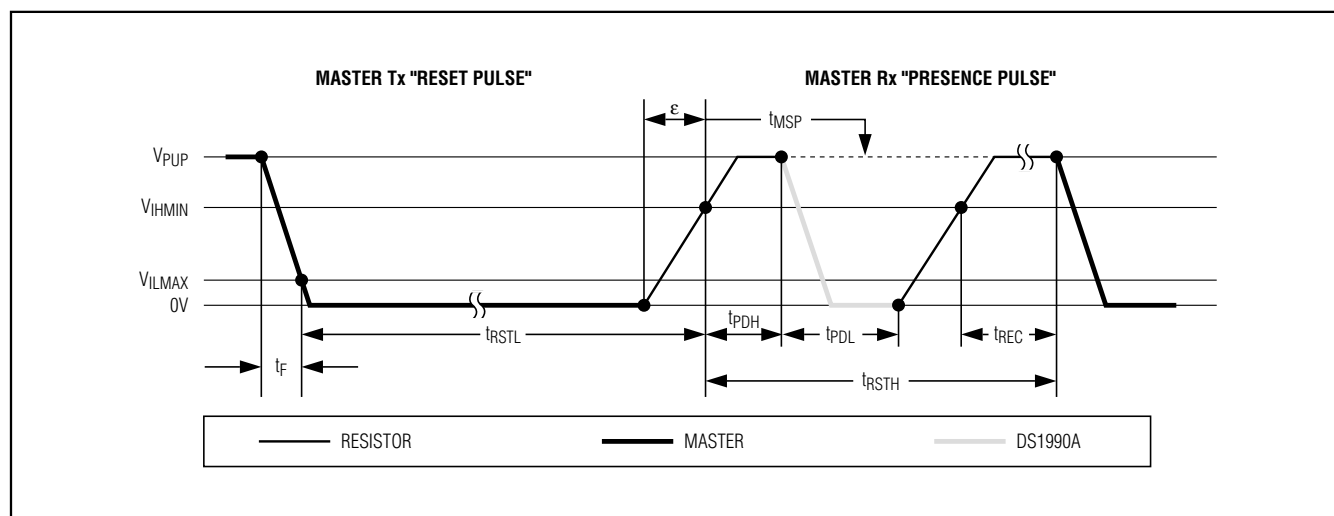 MASTER Tx "RESET PULSE"
MASTER Rx "PRESENCE PULSE"
ε
tMSP
VPUP
VIHMIN
VILMAX
0V
tRSTL
tPDH
tPDL
tREC
tF
tRSTH
RESISTOR
MASTER
DS1990A